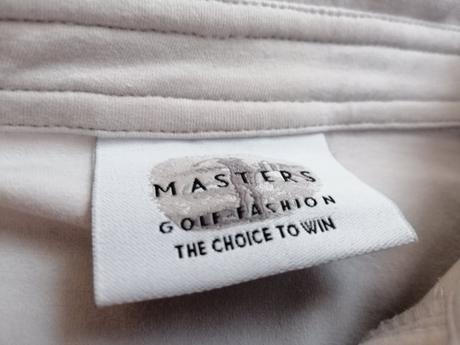 MASTERS
GOLF FASHION
THE CHOICE TO WIN